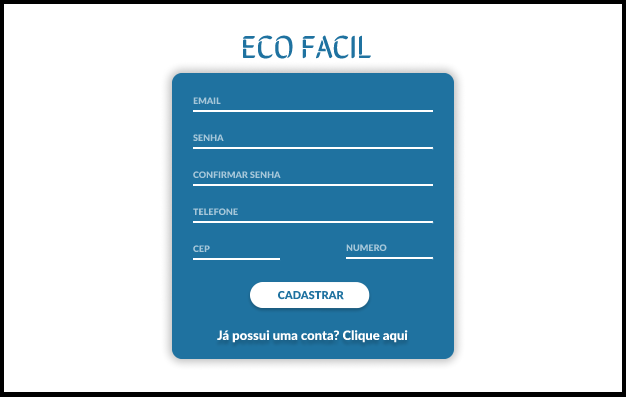 ECO FACIL
EMAIL
SENHA
CONFIRMAR SENHA
TELEFONE
CEP NUMERO
CADASTRAR
Já possui uma conta? Clique aqui